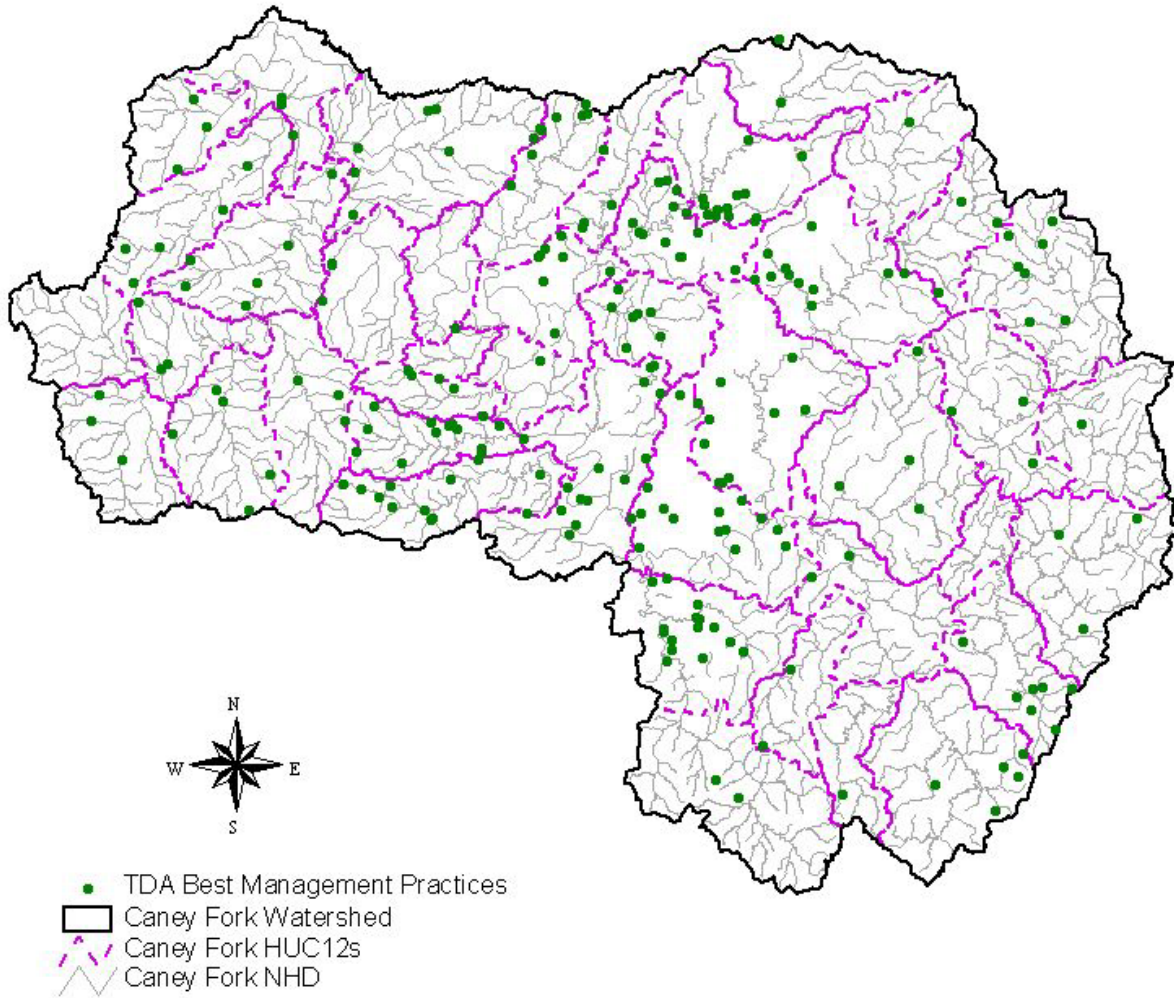 N
W E
S
TDA Best Management Practices
Caney Fork Watershed
Caney Fork HUC12s
Caney Fork NHD